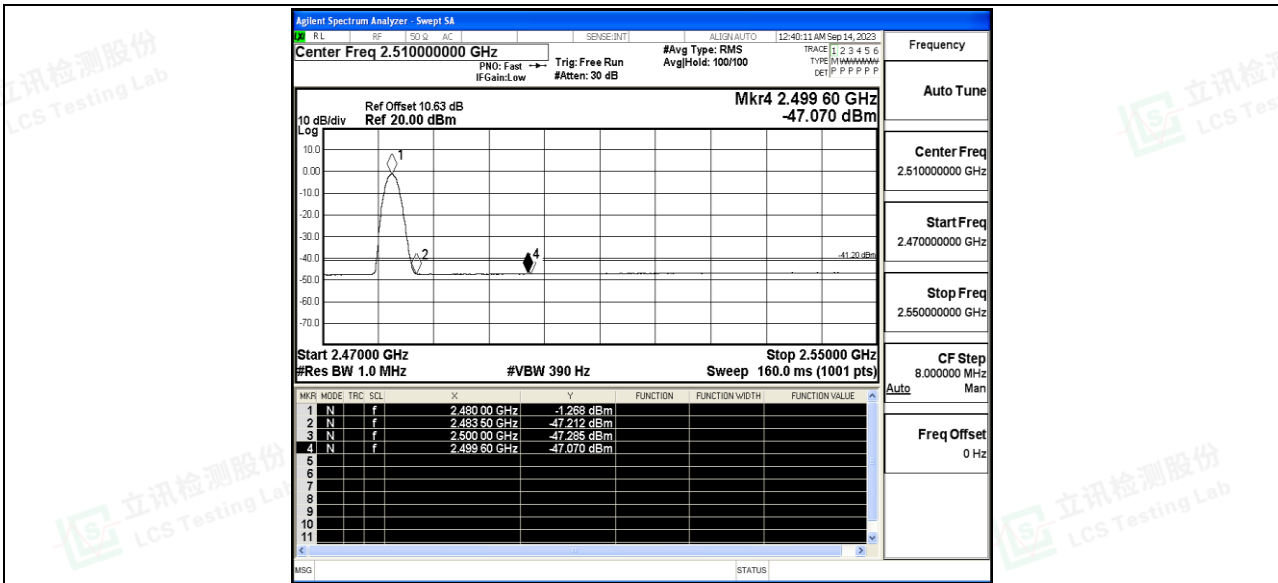 Agilent Spectrum Analyzer - Swept SA
RL RF 50 Ω AC SENSE:INT ALIGNAUTO 12:40:11 AM Sep 14, 2023
Center Freq 2.510000000 GHz
PNO: Fast
IFGain:Low
Trig: Free Run
#Atten: 30 dB
#Avg Type: RMS
Avg|Hold: 100/100
TRACE 1 2 3 4 5 6
TYPE M W W W W W
DET P P P P P P
Mkr4 2.499 60 GHz
-47.070 dBm
Ref Offset 10.63 dB
10 dB/div Ref 20.00 dBm
Log
10.0
0.00
-10.0
-20.0
-30.0
-40.0
-50.0
-60.0
-70.0
1
2
4
-41.20 dBm
Start 2.47000 GHz Stop 2.55000 GHz
#Res BW 1.0 MHz #VBW 390 Hz Sweep 160.0 ms (1001 pts)
MKR MODE TRC SCL X Y FUNCTION FUNCTION WIDTH FUNCTION VALUE
1 N f 2.480 00 GHz -1.268 dBm
2 N f 2.483 50 GHz -47.212 dBm
3 N f 2.500 00 GHz -47.285 dBm
4 N f 2.499 60 GHz -47.070 dBm
5
6
7
8
9
10
11
MSG STATUS
Frequency
Auto Tune
Center Freq
2.510000000 GHz
Start Freq
2.470000000 GHz
Stop Freq
2.550000000 GHz
CF Step
8.000000 MHz
Auto Man
Freq Offset
0 Hz
立讯检测股份
LCS Testing Lab
立讯检测
LCS Tes
立讯检测股份
LCS Testing Lab
立讯检测股份
LCS Testing Lab